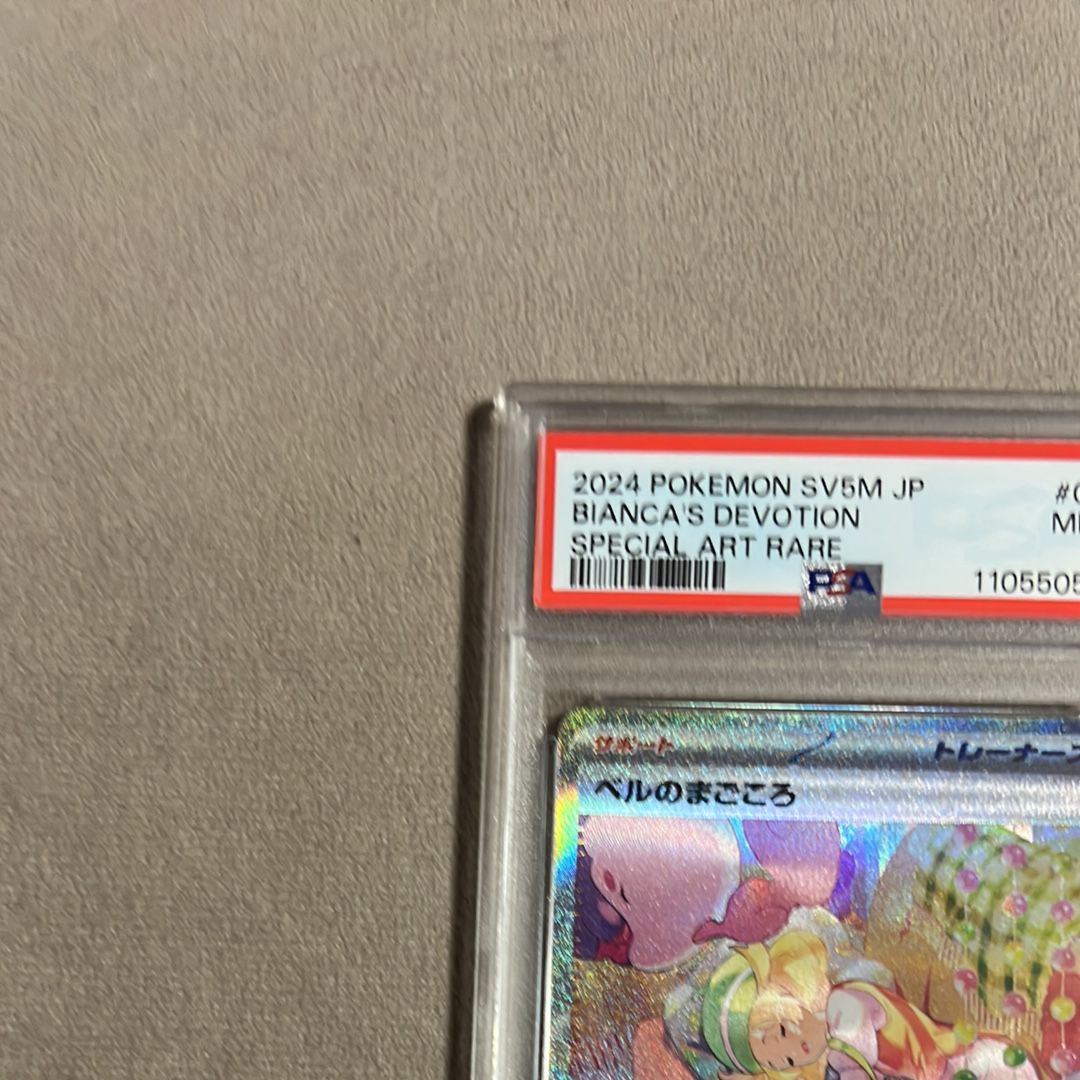 2024 POKEMON SV5M JP
BIANCA'S DEVOTION
SPECIAL ART RARE
PSA
1105505
サポート
トレーナーズ
ベルのまごころ